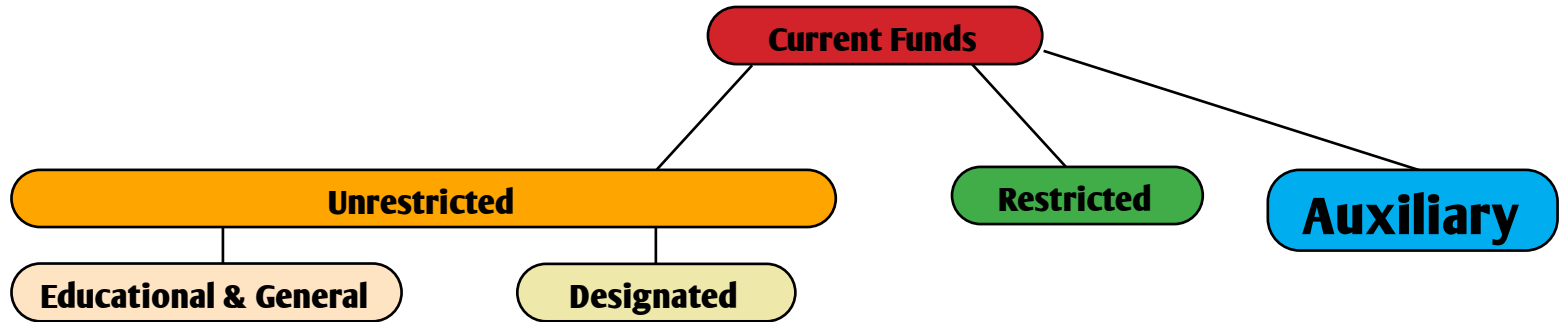 Current Funds
Unrestricted
Restricted
Auxiliary
Educational & General
Designated